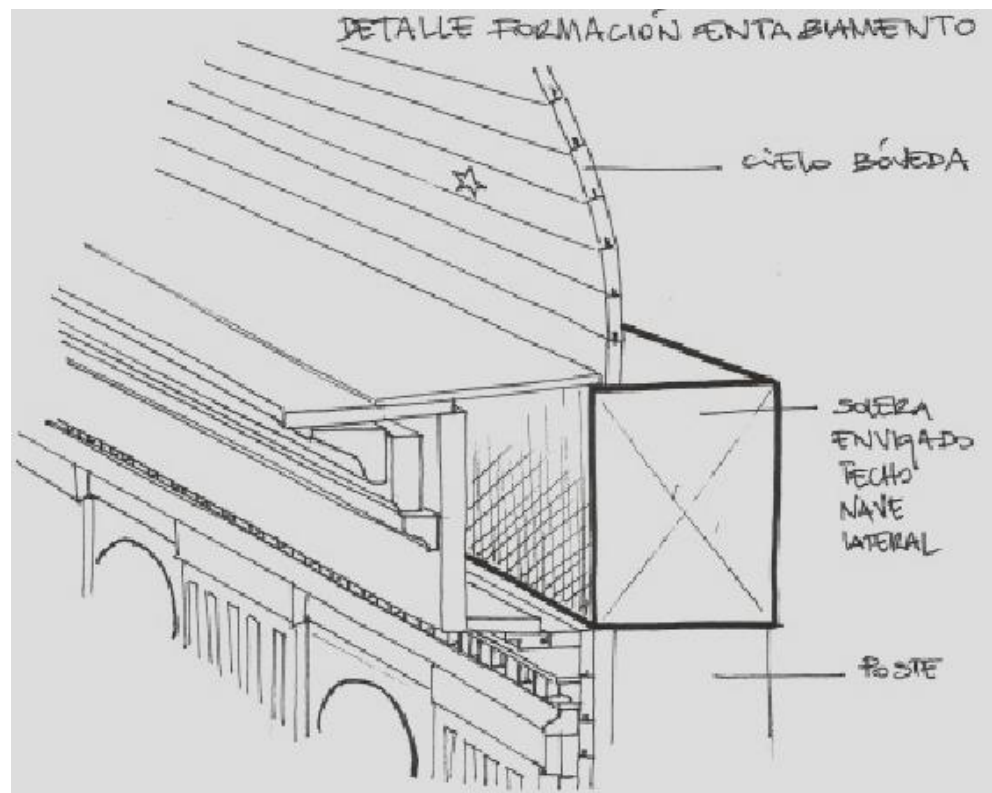 DETALLE FORMACIÓN ENTABLAMENTO
CIELO BÓVEDA
SOLERA
ENVIGADO
TECHO
NAVE
LATERAL
POSTE